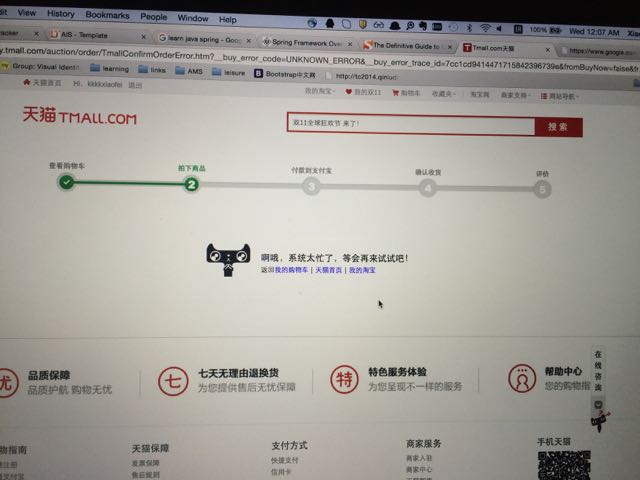 dit View History Bookmarks People Window Help
100% Wed 12:07 AM Xia
racker AIS - Template learn java spring - Googl Spring Framework Over The Definitive Guide to Tmall.com天猫 https://www.google.co
y.tmall.com/auction/order/TmallConfirmOrderError.htm?__buy_error_code=UNKNOWN_ERROR&__buy_error_trace_id=7cc1cd9414471715842396739e&fromBuyNow=false&fr
Group: Visual Identi learning links AMS leisure Bootstrap中文网 http://tc2014.qiniud
天猫首页 Hi, kkkkxiaofei 退出 我的淘宝 我的双11 购物车 收藏夹 淘宝网 商家支持 网站导航
天猫 TMALL.COM
双11全球狂欢节 来了! 搜 索
查看购物车 拍下商品 付款到支付宝 确认收货 评价
2 3 4 5
啊哦，系统太忙了，等会再来试试吧！
返回我的购物车 | 天猫首页 | 我的淘宝
优 品质保障 七 七天无理由退换货 特 特色服务体验 帮助中心
品质护航 购物无忧 为您提供售后无忧保障 为您呈现不一样的服务 您的购物指
在线咨询
物指南 天猫保障 支付方式 商家服务 手机天猫
注册 发票保障 快捷支付 商家入驻
支付 售后规则 信用卡 商家中心